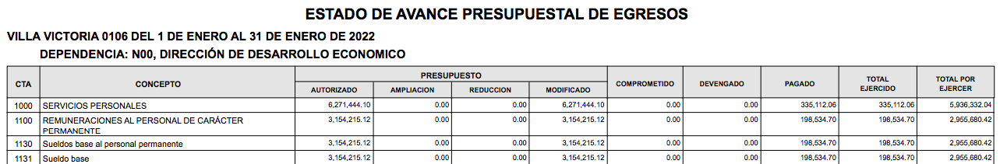 ESTADO DE AVANCE PRESUPUESTAL DE EGRESOS
VILLA VICTORIA 0106 DEL 1 DE ENERO AL 31 DE ENERO DE 2022
DEPENDENCIA: N00, DIRECCIÓN DE DESARROLLO ECONOMICO
CTA CONCEPTO PRESUPUESTO COMPROMETIDO DEVENGADO PAGADO TOTAL EJERCIDO TOTAL POR EJERCER
AUTORIZADO AMPLIACION REDUCCION MODIFICADO
1000 SERVICIOS PERSONALES 6,271,444.10 0.00 0.00 6,271,444.10 0.00 0.00 335,112.06 335,112.06 5,936,332.04
1100 REMUNERACIONES AL PERSONAL DE CARÁCTER 3,154,215.12 0.00 0.00 3,154,215.12 0.00 0.00 198,534.70 198,534.70 2,955,680.42
PERMANENTE
1130 Sueldos base al personal permanente 3,154,215.12 0.00 0.00 3,154,215.12 0.00 0.00 198,534.70 198,534.70 2,955,680.42
1131 Sueldo base 3,154,215.12 0.00 0.00 3,154,215.12 0.00 0.00 198,534.70 198,534.70 2,955,680.42